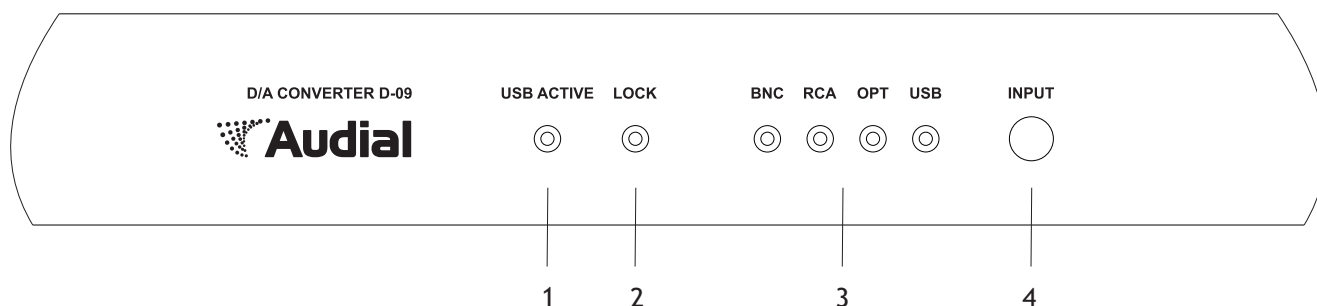 D/A CONVERTER D-09
Audial
USB ACTIVE LOCK BNC RCA OPT USB INPUT
1 2 3 4